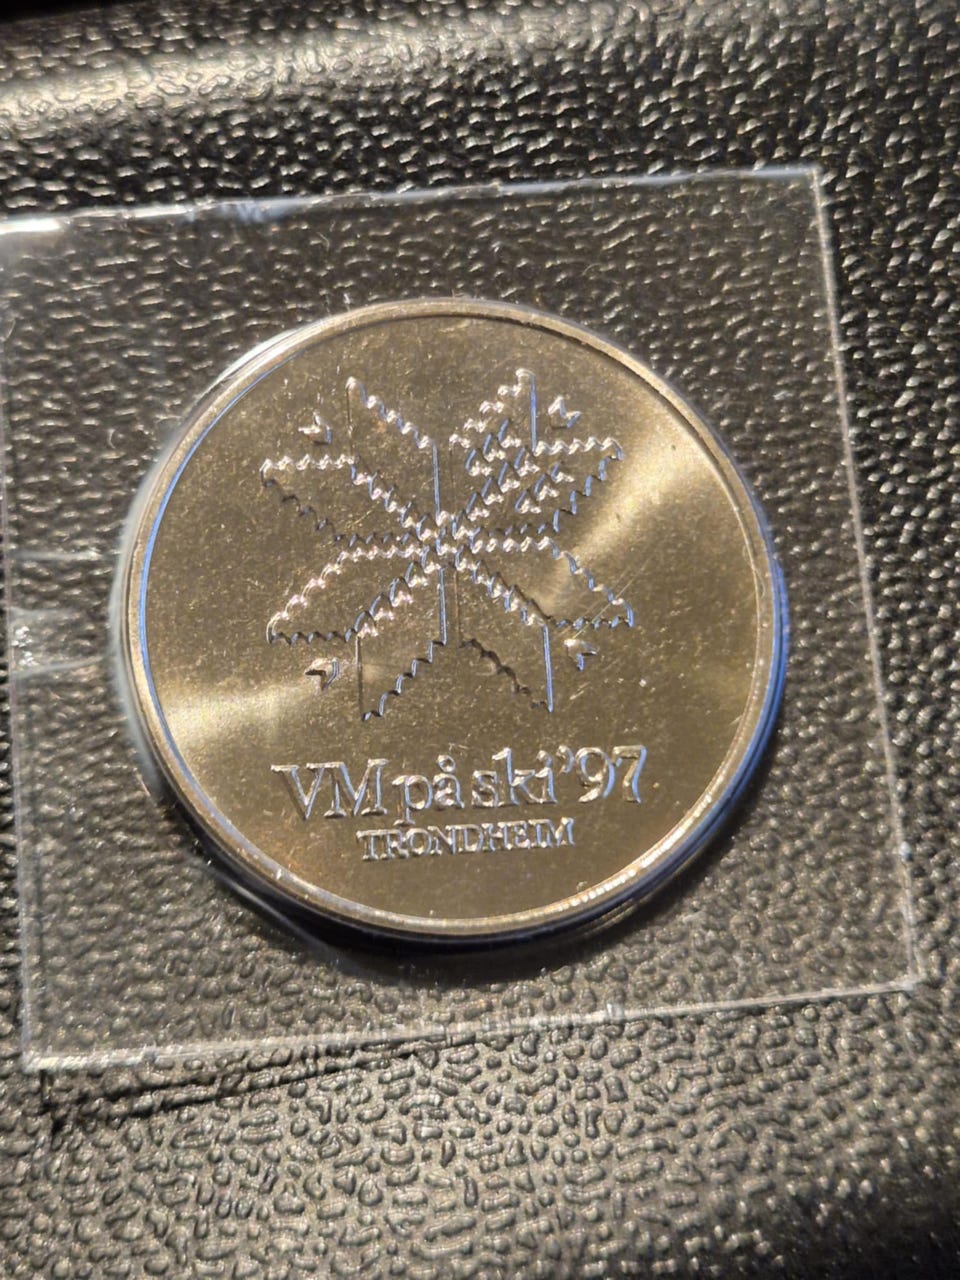 VM på ski '97
TRONDHEIM